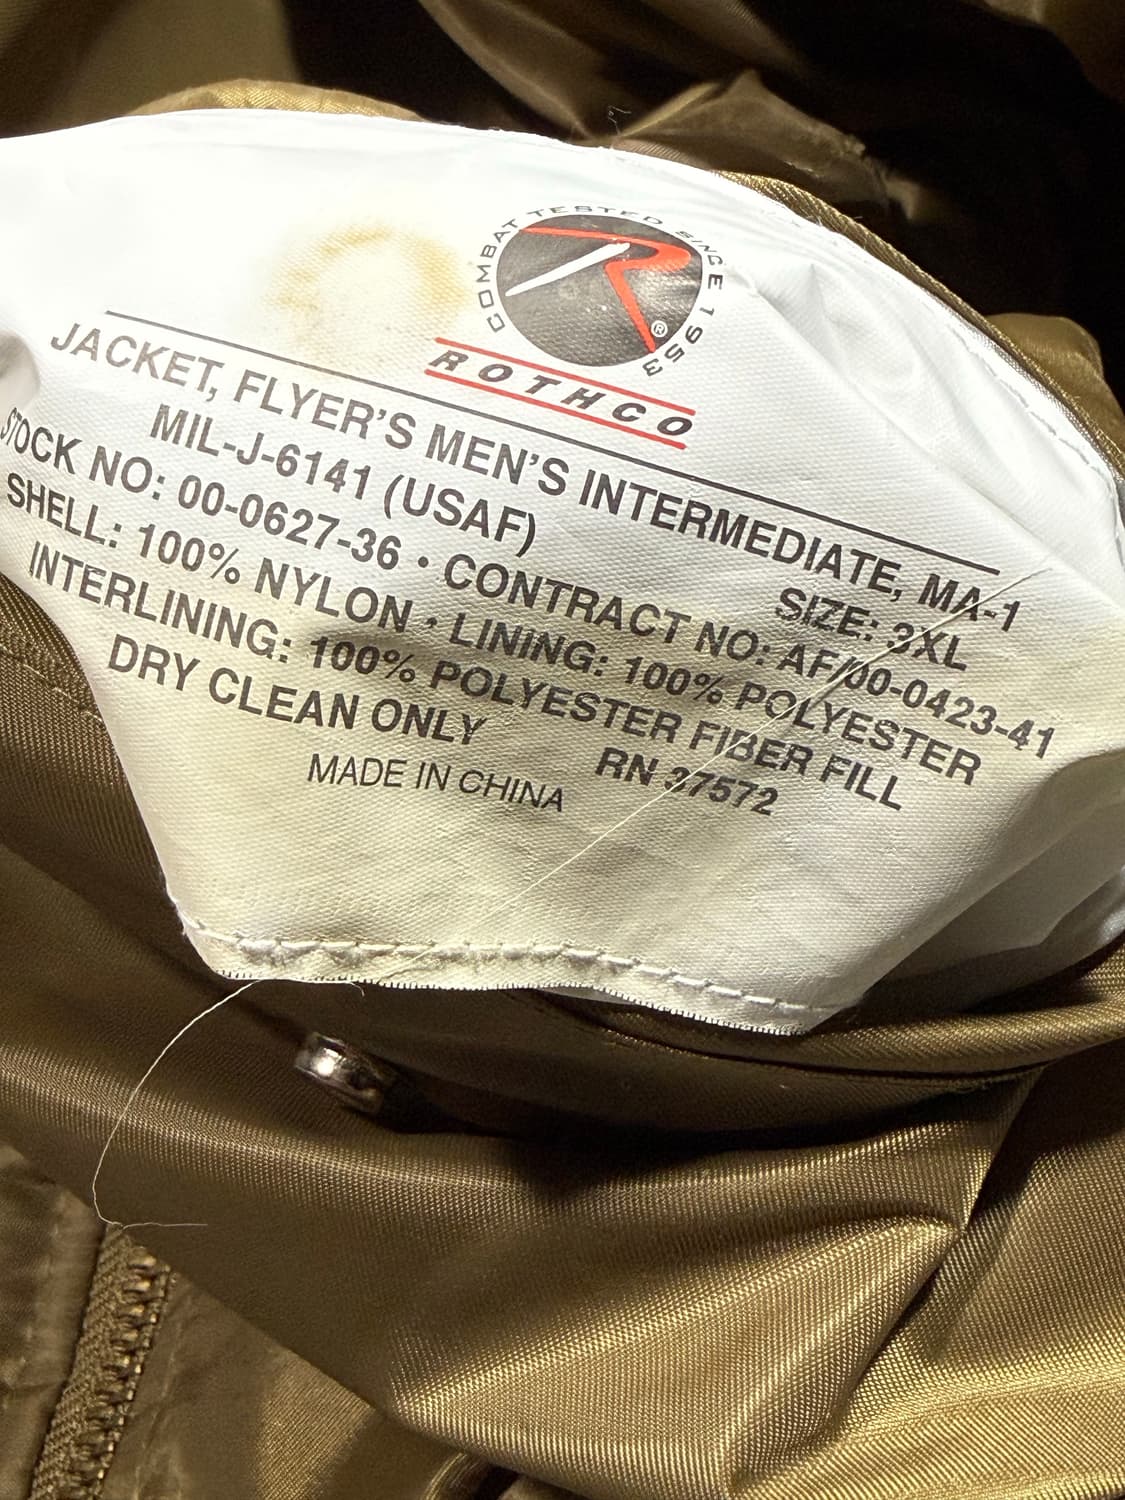 COMBAT TESTED SINCE 1953
R
®
ROTHCO
JACKET, FLYER'S MEN'S INTERMEDIATE, MA-1
MIL-J-6141 (USAF) SIZE: 3XL
STOCK NO: 00-0627-36 · CONTRACT NO: AF/00-0423-41
SHELL: 100% NYLON · LINING: 100% POLYESTER
INTERLINING: 100% POLYESTER FIBER FILL
DRY CLEAN ONLY RN 37572
MADE IN CHINA